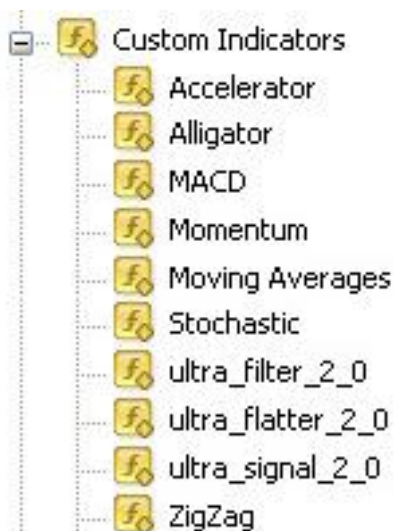 Custom Indicators
Accelerator
Alligator
MACD
Momentum
Moving Averages
Stochastic
ultra_filter_2_0
ultra_flatter_2_0
ultra_signal_2_0
ZigZag